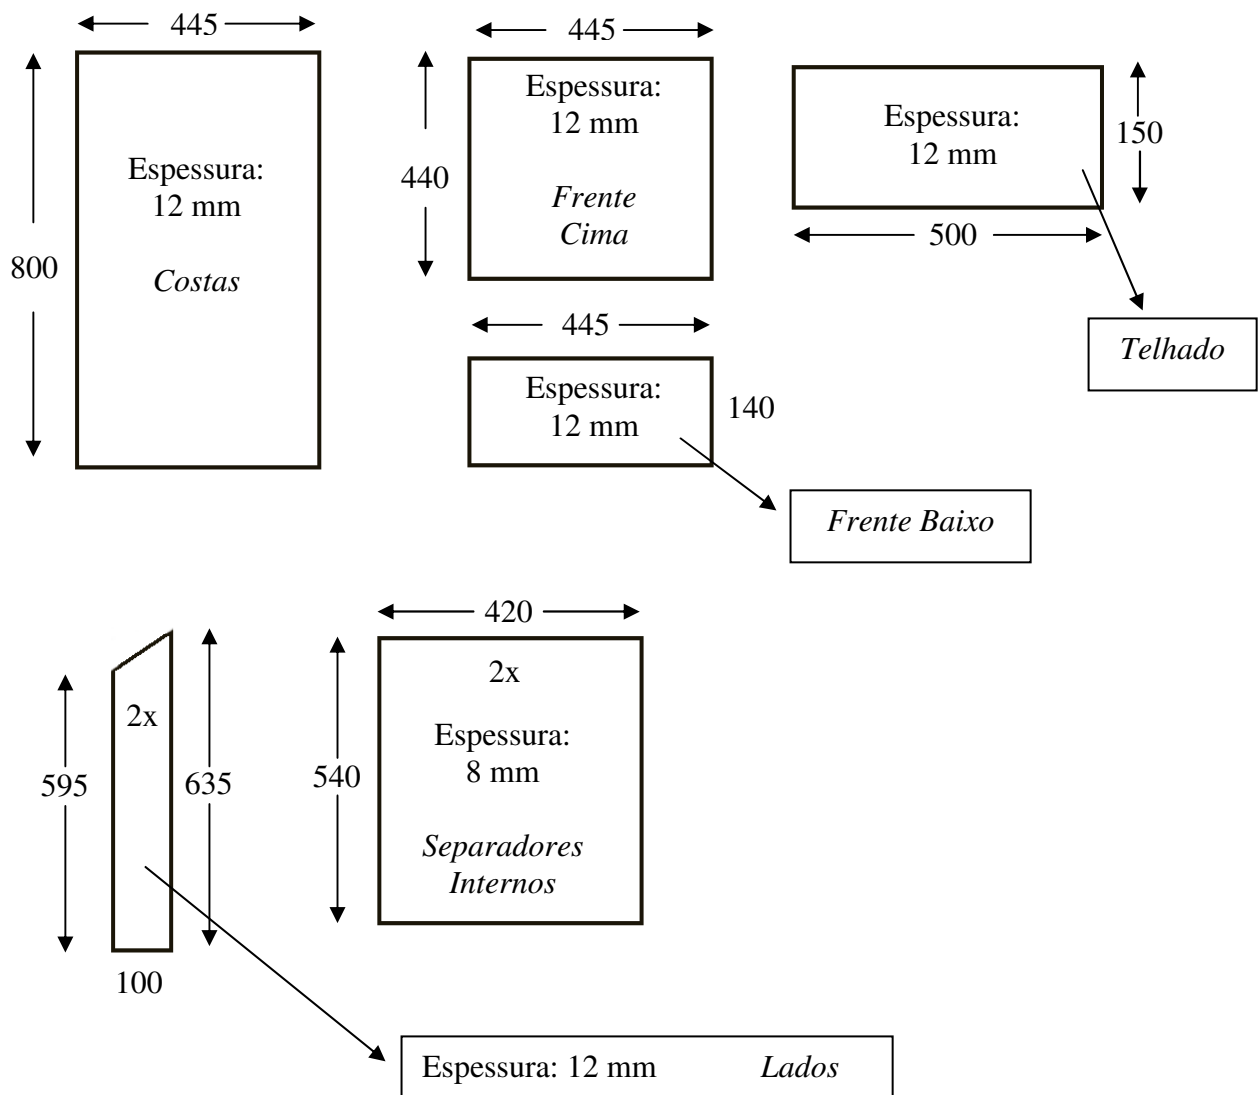 445
800
Espessura:
12 mm
Costas
445
440
Espessura:
12 mm
Frente
Cima
Espessura:
12 mm
150
500
Telhado
445
Espessura:
12 mm
140
Frente Baixo
595
2x
635
100
420
540
2x
Espessura:
8 mm
Separadores
Internos
Espessura: 12 mm Lados